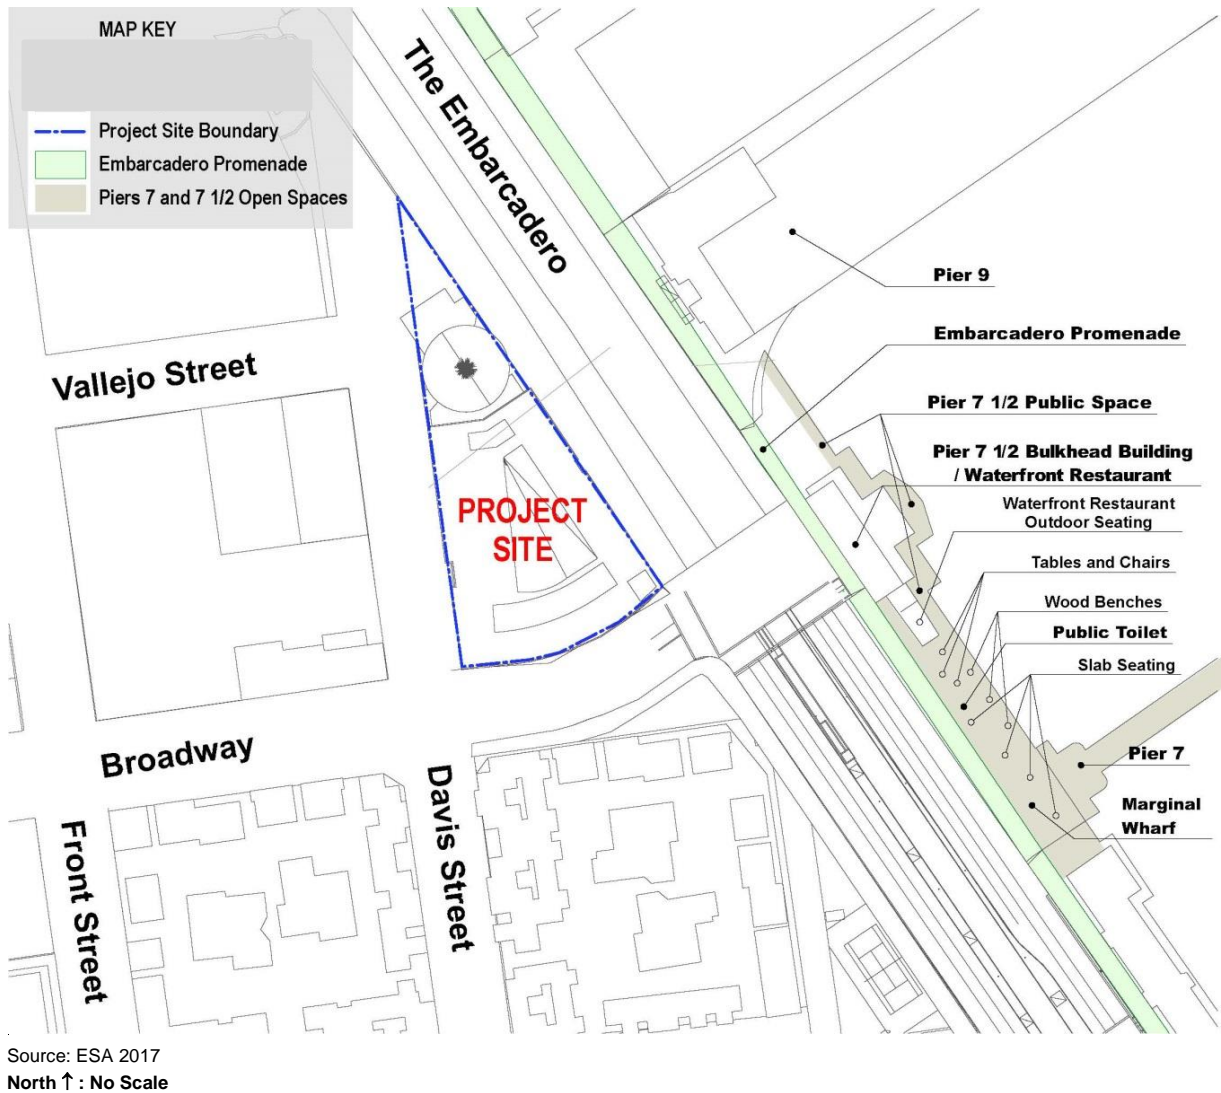 MAP KEY
Project Site Boundary
Embarcadero Promenade
Piers 7 and 7 1/2 Open Spaces
The Embarcadero
Vallejo Street
PROJECT
SITE
Broadway
Front Street
Davis Street
Pier 9
Embarcadero Promenade
Pier 7 1/2 Public Space
Pier 7 1/2 Bulkhead Building
/ Waterfront Restaurant
Waterfront Restaurant
Outdoor Seating
Tables and Chairs
Wood Benches
Public Toilet
Slab Seating
Pier 7
Marginal
Wharf
Source: ESA 2017
North ↑ : No Scale